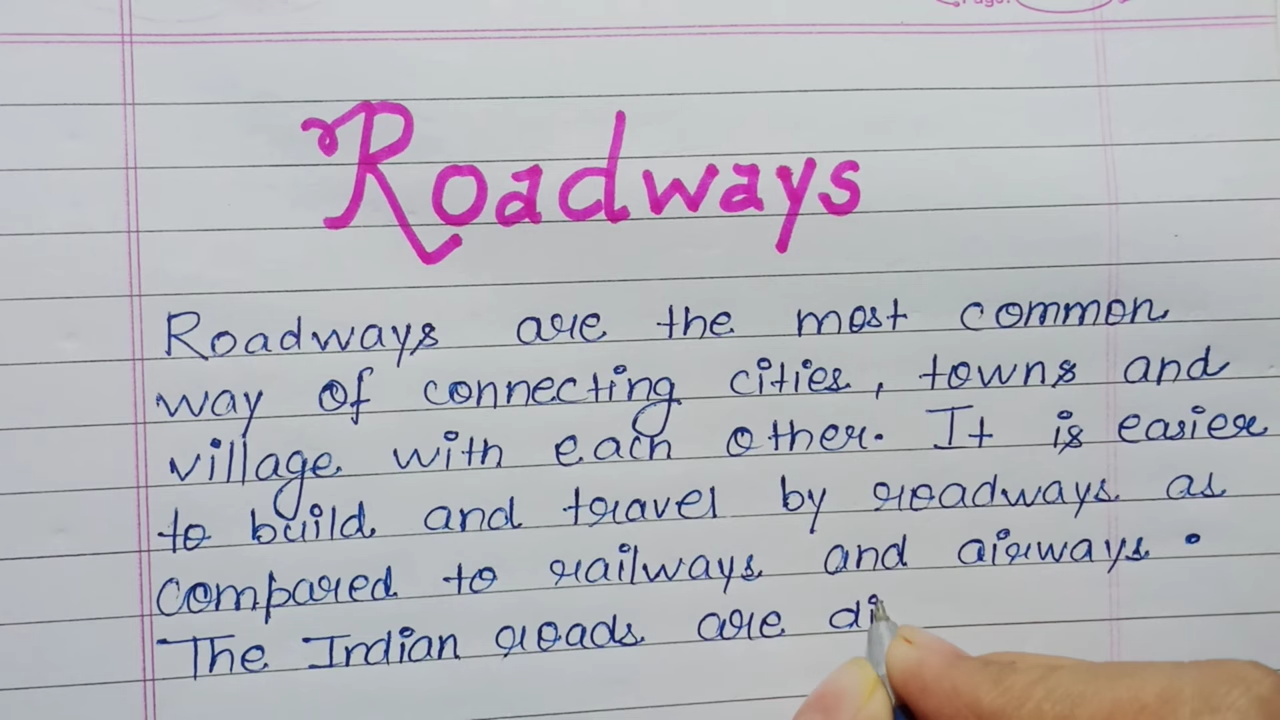 Roadways
Roadways are the most common
way of connecting cities, towns and
village with each other. It is easier
to build and travel by roadways as
compared to railways and airways.
The Indian roads are di